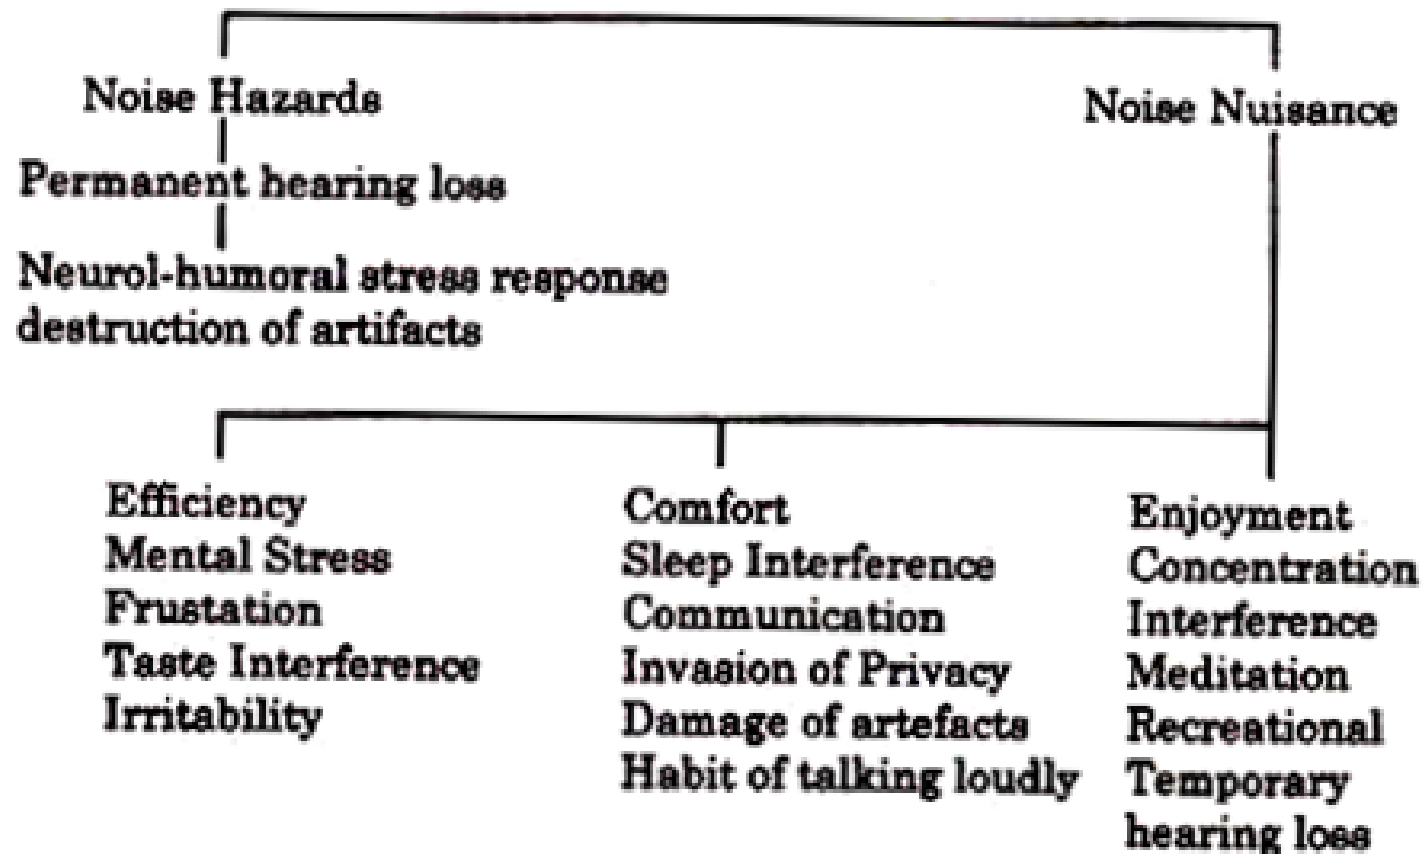 Noise Hazards
Noise Nuisance
Permanent hearing loss
Neurol-humoral stress response
destruction of artifacts
Efficiency
Mental Stress
Frustation
Taste Interference
Irritability
Comfort
Sleep Interference
Communication
Invasion of Privacy
Damage of artefacts
Habit of talking loudly
Enjoyment
Concentration
Interference
Meditation
Recreational
Temporary
hearing loss